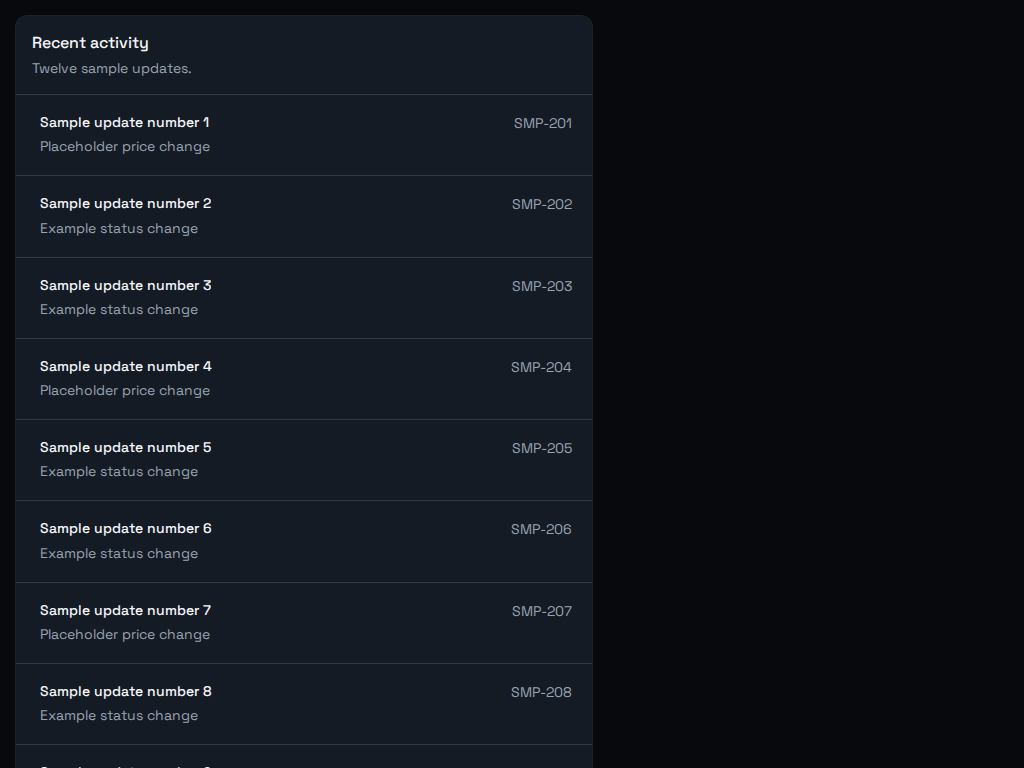 Recent activity
Twelve sample updates.
Sample update number 1
SMP-201
Placeholder price change
Sample update number 2
SMP-202
Example status change
Sample update number 3
SMP-203
Example status change
Sample update number 4
SMP-204
Placeholder price change
Sample update number 5
SMP-205
Example status change
Sample update number 6
SMP-206
Example status change
Sample update number 7
SMP-207
Placeholder price change
Sample update number 8
SMP-208
Example status change